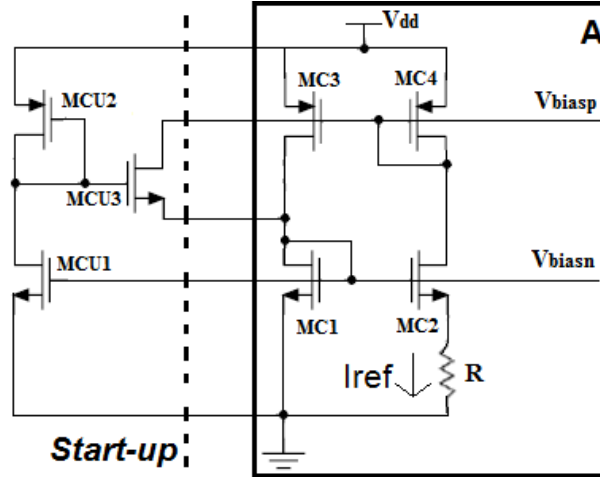 Vdd
A
MC3
MC4
MCU2
Vbiasp
MCU3
MCU1
Vbiasn
MC1
MC2
Iref
R
Start-up